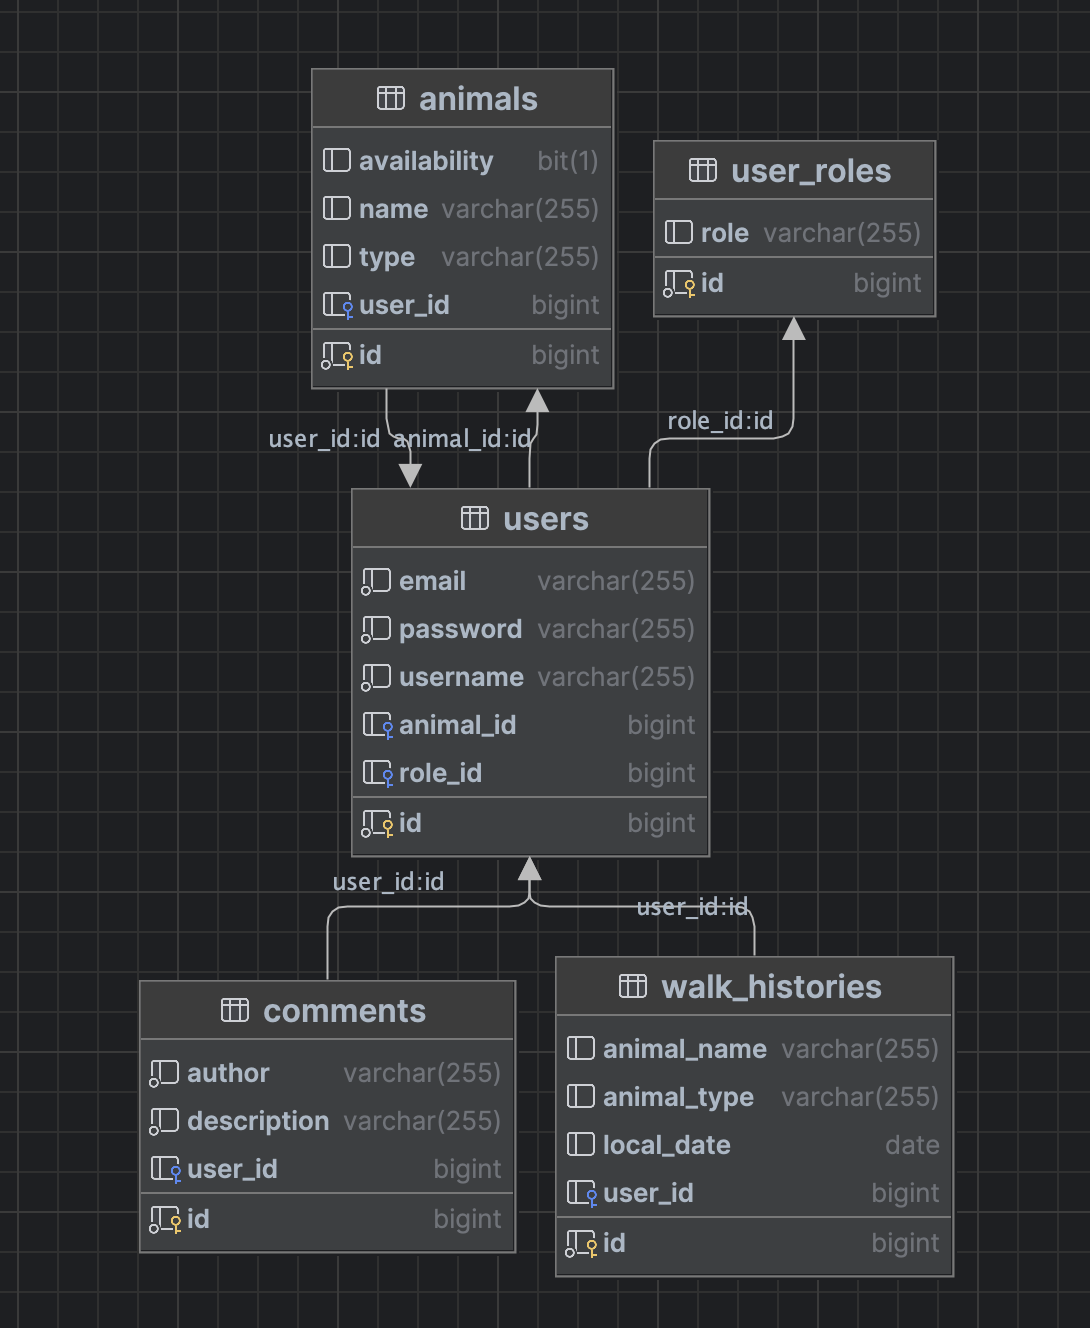 animals
availability bit(1)
name varchar(255)
type varchar(255)
user_id bigint
id bigint
user_roles
role varchar(255)
id bigint
user_id:id animal_id:id
role_id:id
users
email varchar(255)
password varchar(255)
username varchar(255)
animal_id bigint
role_id bigint
id bigint
user_id:id
user_id:id
comments
author varchar(255)
description varchar(255)
user_id bigint
id bigint
walk_histories
animal_name varchar(255)
animal_type varchar(255)
local_date date
user_id bigint
id bigint